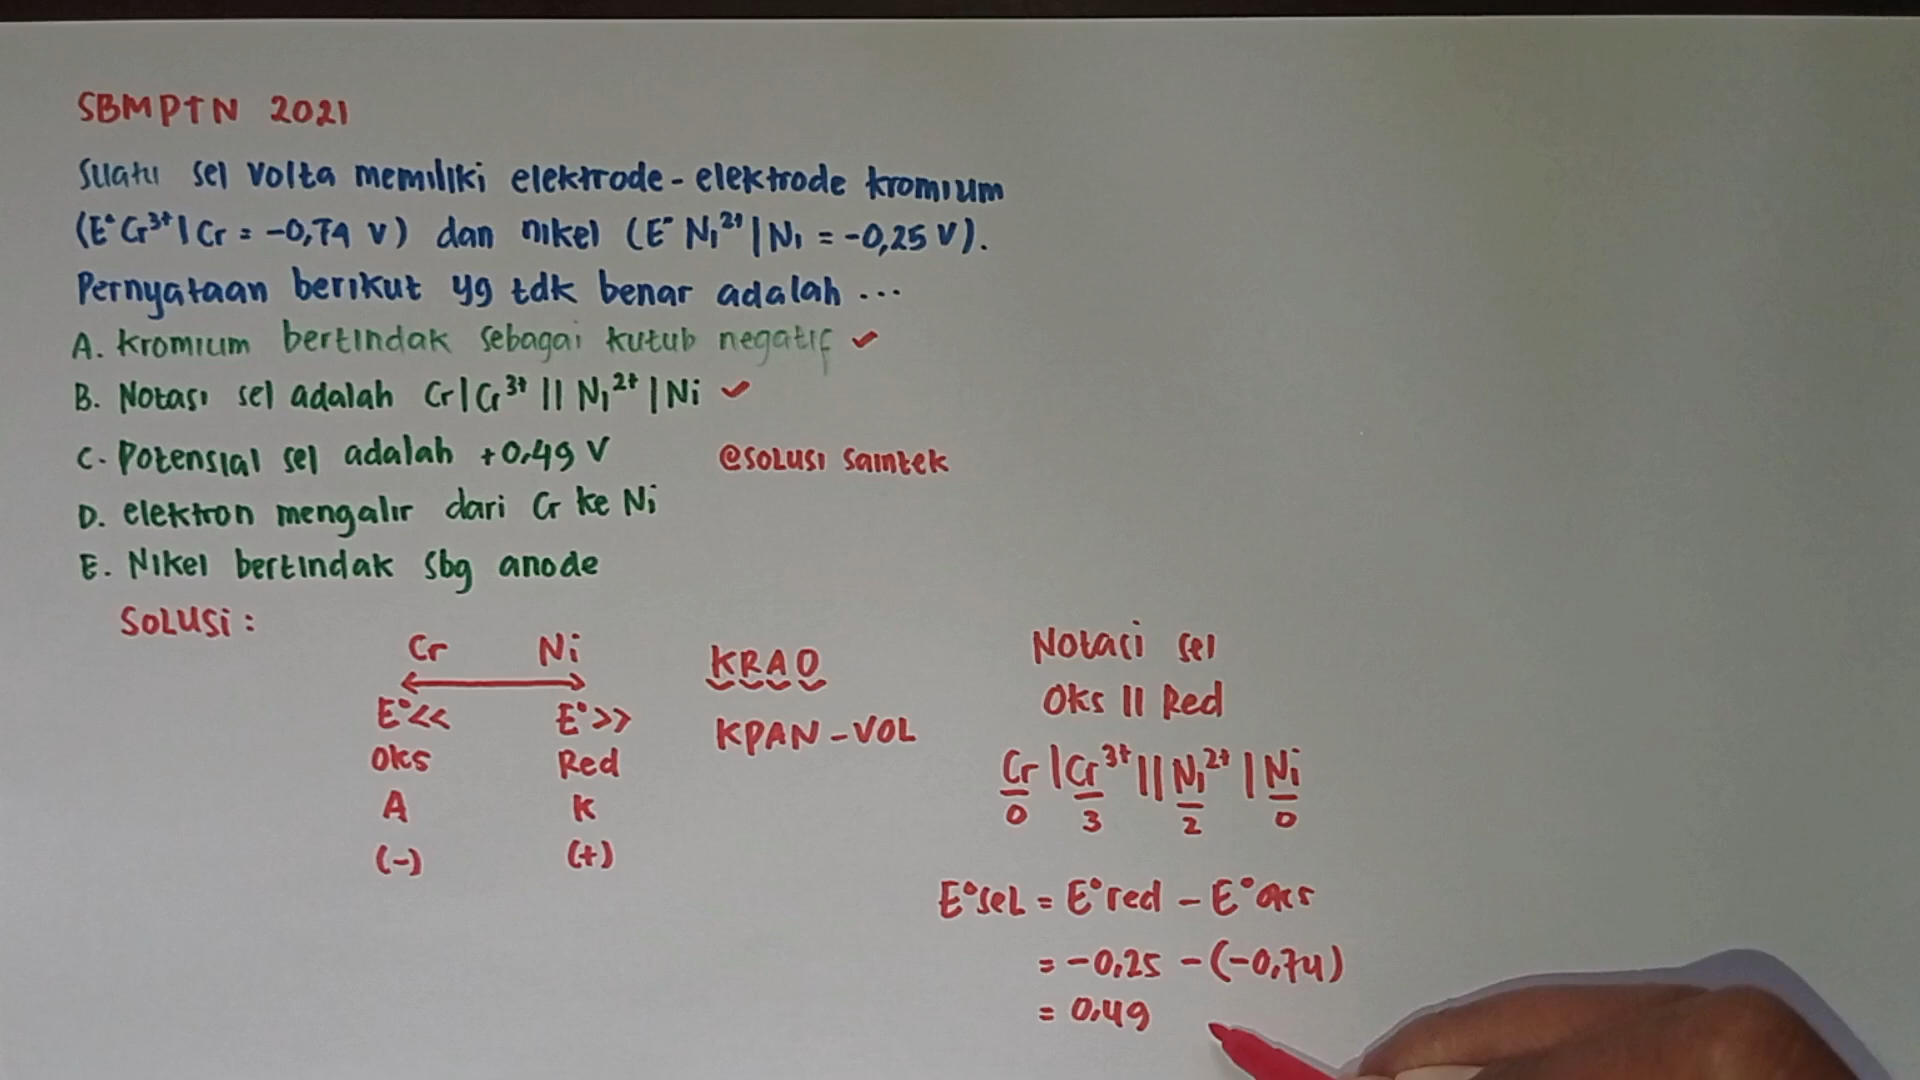 SBMPTN 2021
Suatu sel volta memiliki elektrode-elektrode kromium
(E°Cr³⁺|Cr = -0,74 V) dan nikel (E° Ni²⁺|Ni = -0,25 V).
Pernyataan berikut yg tdk benar adalah ...
A. kromium bertindak sebagai kutub negatif ✓
B. Notasi sel adalah Cr|Cr³⁺||Ni²⁺|Ni ✓
C. Potensial sel adalah +0,49 V
@SOLUSI Saintek
D. elektron mengalir dari Cr ke Ni
E. Nikel bertindak sbg anode
SOLUSi :
Cr Ni
E°<< E°>>
Oks Red
A K
(-) (+)
KRAO
KPAN-VOL
Notasi sel
Oks || Red
Cr|Cr³⁺||Ni²⁺|Ni
0 3 2 0
E°sel = E°red - E°oks
= -0,25 -(-0,74)
= 0,49